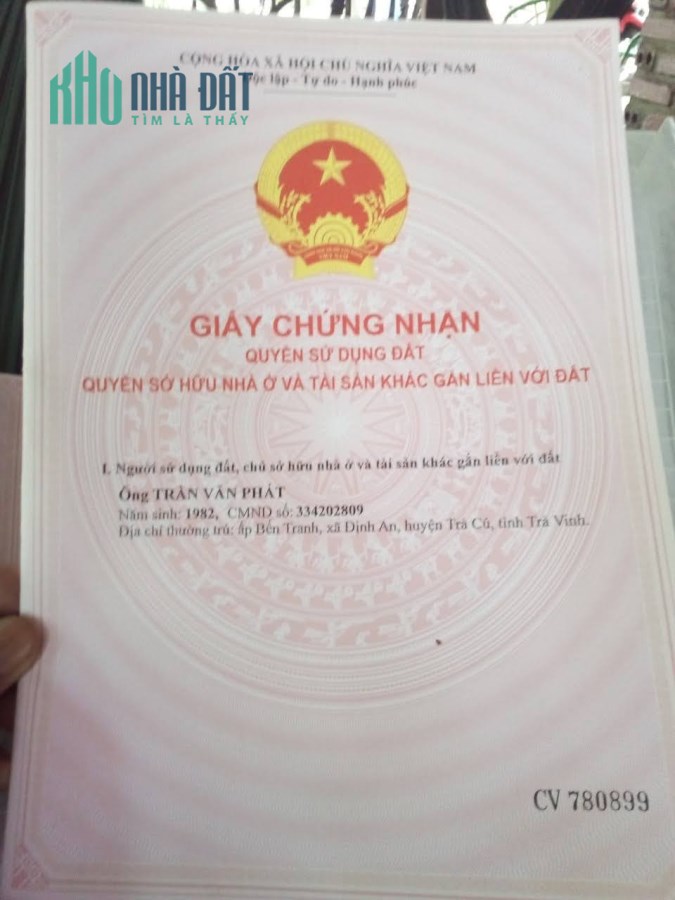 CỘNG HÒA XÃ HỘI CHỦ NGHĨA VIỆT NAM
Độc lập - Tự do - Hạnh phúc
KHO NHÀ ĐẤT
TÌM LÀ THẤY
GIẤY CHỨNG NHẬN
QUYỀN SỬ DỤNG ĐẤT
QUYỀN SỞ HỮU NHÀ Ở VÀ TÀI SẢN KHÁC GẮN LIỀN VỚI ĐẤT
I. Người sử dụng đất, chủ sở hữu nhà ở và tài sản khác gắn liền với đất
Ông TRẦN VĂN PHÁT
Năm sinh: 1982, CMND số: 334202809
Địa chỉ thường trú: ấp Bến Tranh, xã Định An, huyện Trà Cú, tỉnh Trà Vinh.
CV 780899